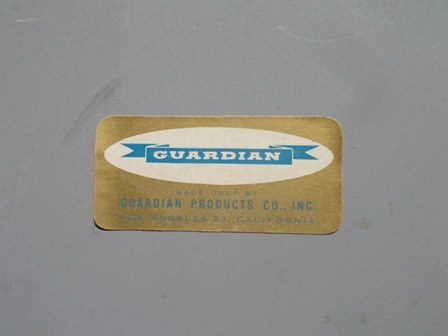 GUARDIAN
MADE ONLY BY
GUARDIAN PRODUCTS CO., INC.
LOS ANGELES 23, CALIFORNIA